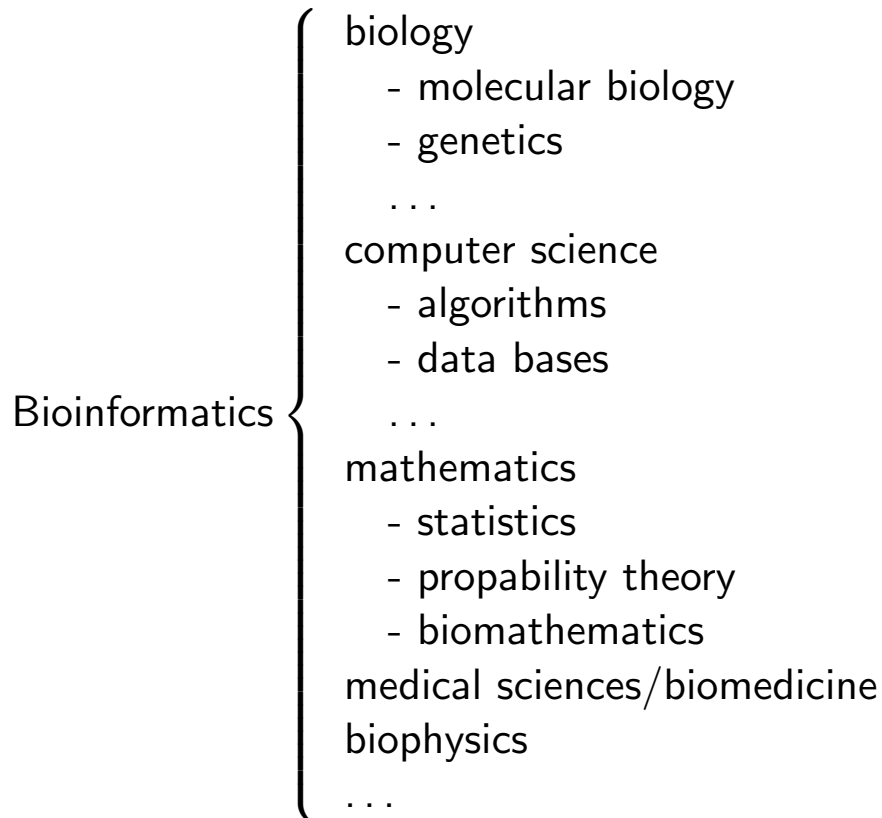 biology
- molecular biology
- genetics
. . .
computer science
- algorithms
- data bases
Bioinformatics
. . .
mathematics
- statistics
- propability theory
- biomathematics
medical sciences/biomedicine
biophysics
. . .